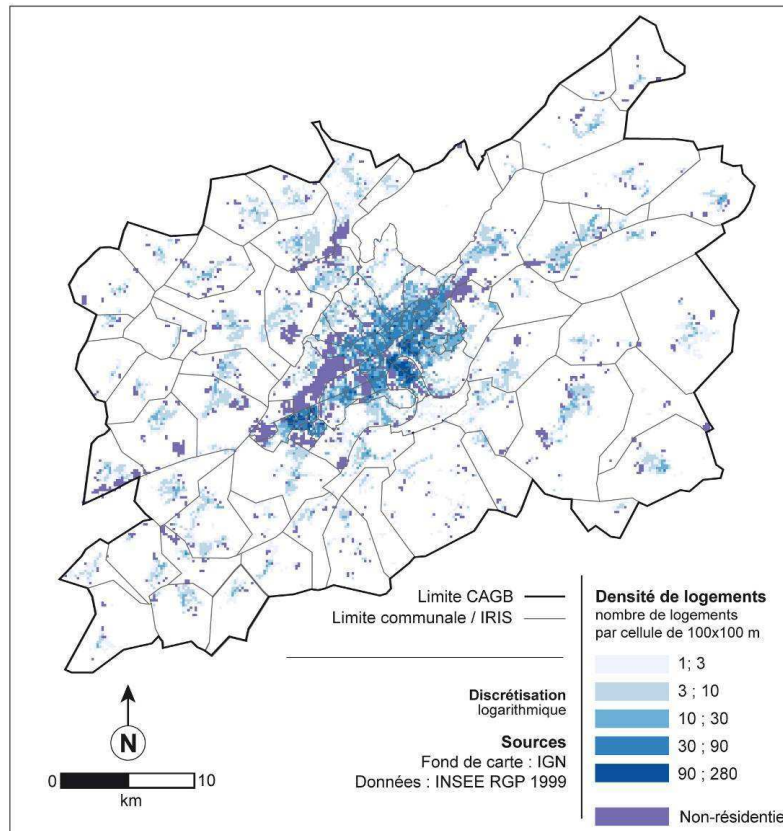 Limite CAGB
Limite communale / IRIS
Discrétisation
logarithmique
Sources
Fond de carte : IGN
Données : INSEE RGP 1999
N
0 10
km
Densité de logements
nombre de logements
par cellule de 100x100 m
1; 3
3 ; 10
10 ; 30
30 ; 90
90 ; 280
Non-résidentie